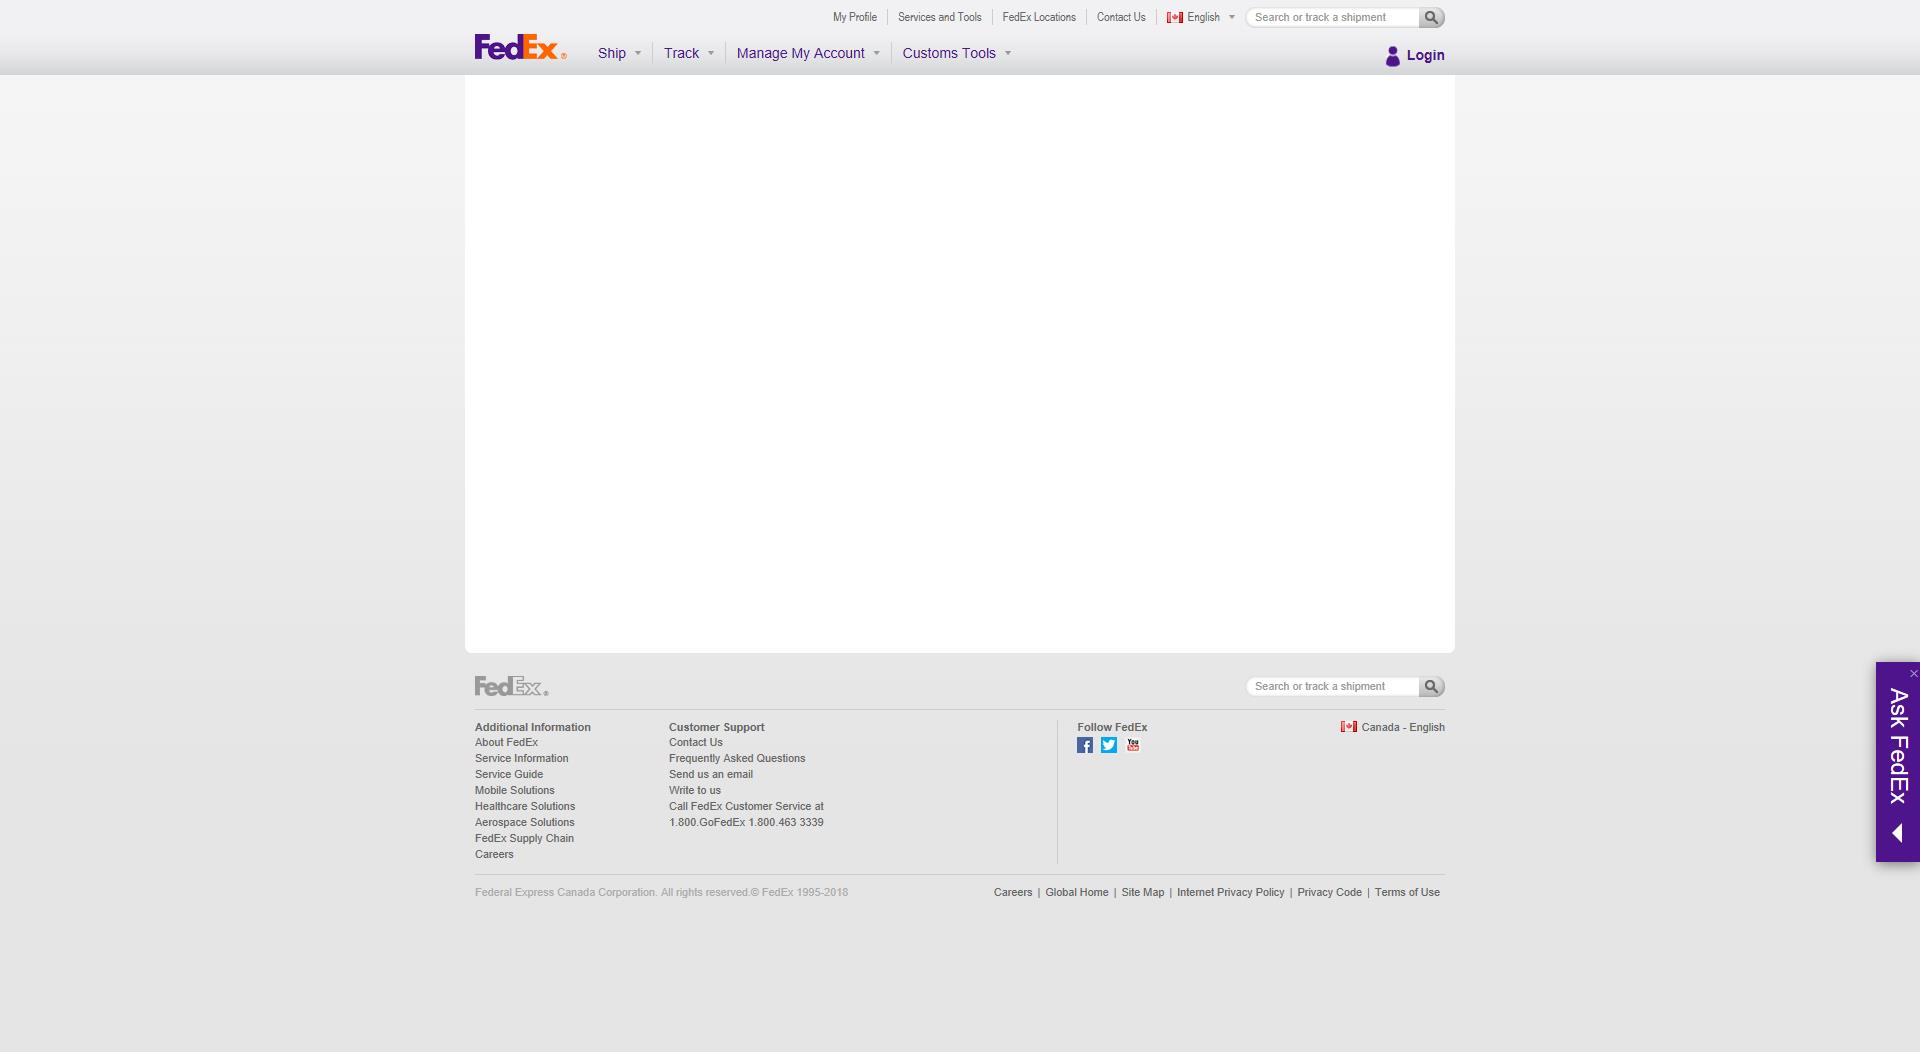 My Profile
Services and Tools
FedEx Locations
Contact Us
English
Search or track a shipment
FedEx®
Ship
Track
Manage My Account
Customs Tools
Login
Ask FedEx
FedEx®
Search or track a shipment
Additional Information
About FedEx
Service Information
Service Guide
Mobile Solutions
Healthcare Solutions
Aerospace Solutions
FedEx Supply Chain
Careers
Customer Support
Contact Us
Frequently Asked Questions
Send us an email
Write to us
Call FedEx Customer Service at
1.800.GoFedEx 1.800.463 3339
Follow FedEx
You Tube
Canada - English
Federal Express Canada Corporation. All rights reserved.© FedEx 1995-2018
Careers | Global Home | Site Map | Internet Privacy Policy | Privacy Code | Terms of Use